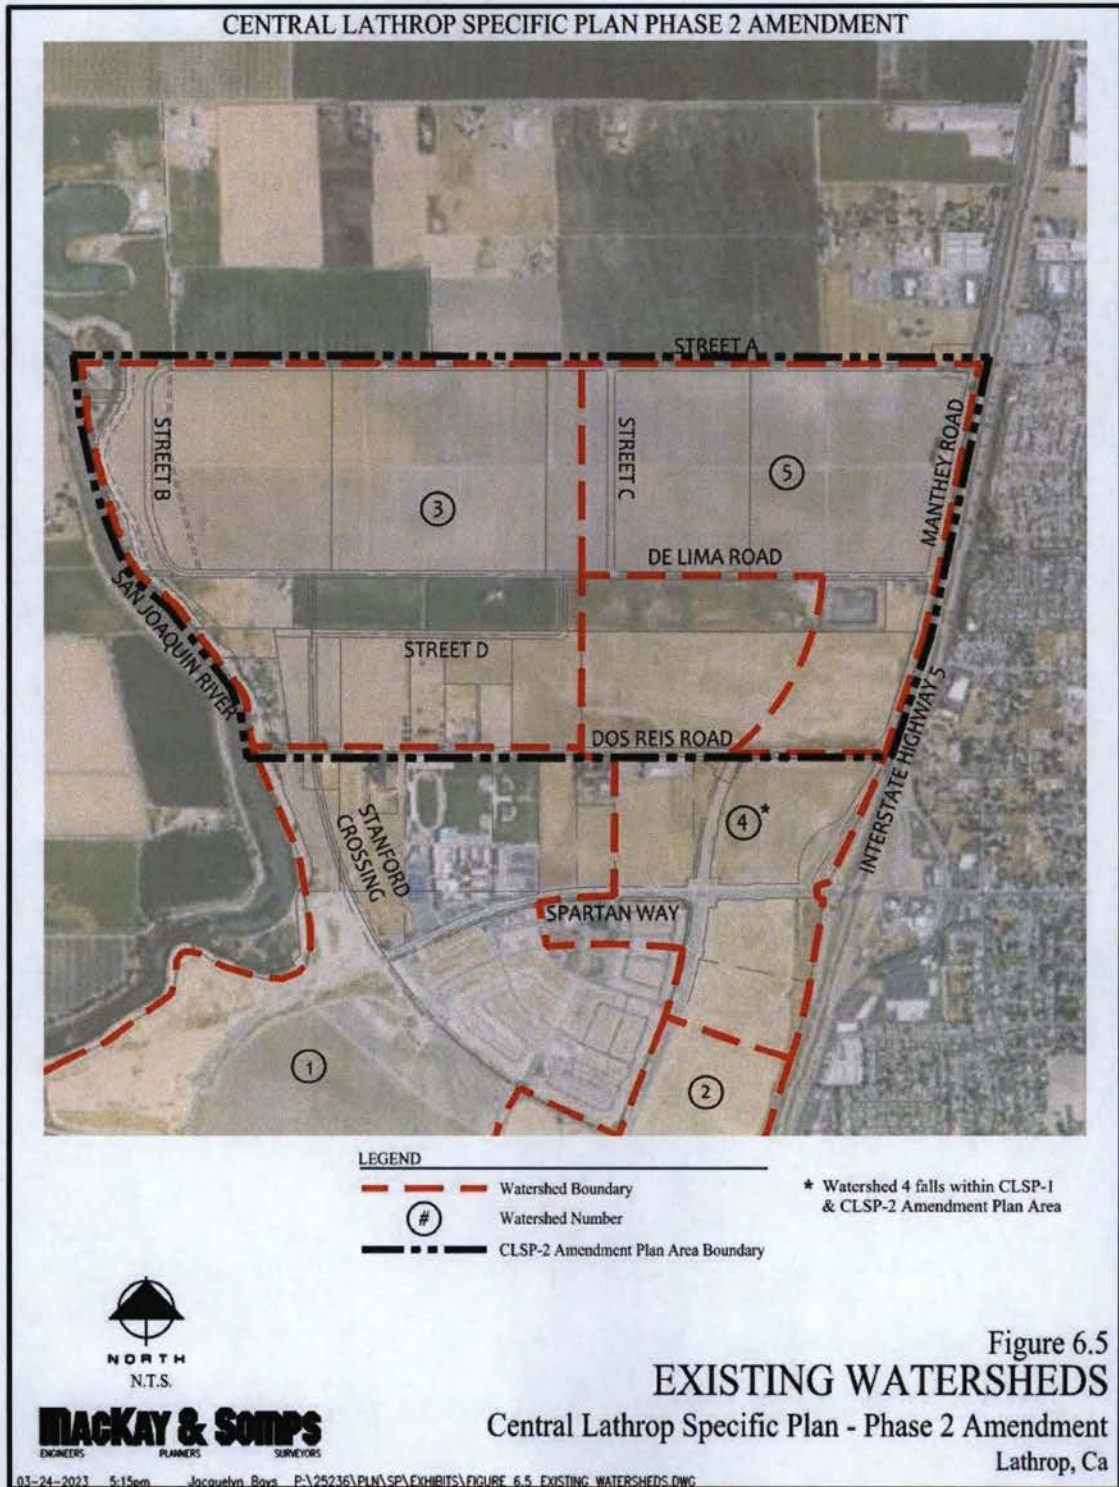 CENTRAL LATHROP SPECIFIC PLAN PHASE 2 AMENDMENT
STREET A
STREET B
STREET C
MANTHEY ROAD
5
3
DE LIMA ROAD
SAN JOAQUIN RIVER
STREET D
DOS REIS ROAD
INTERSTATE HIGHWAY 5
STANFORD
CROSSING
4*
SPARTAN WAY
1
2
LEGEND
Watershed Boundary
# Watershed Number
CLSP-2 Amendment Plan Area Boundary
* Watershed 4 falls within CLSP-1
& CLSP-2 Amendment Plan Area
NORTH
N.T.S.
Figure 6.5
EXISTING WATERSHEDS
Central Lathrop Specific Plan - Phase 2 Amendment
Lathrop, Ca
MACKAY & SOMPS
ENGINEERS PLANNERS SURVEYORS
03-24-2023 5:15pm Jacquelyn Bays P:\25236\PLN\SP\EXHIBITS\FIGURE 6.5 EXISTING WATERSHEDS.DWG